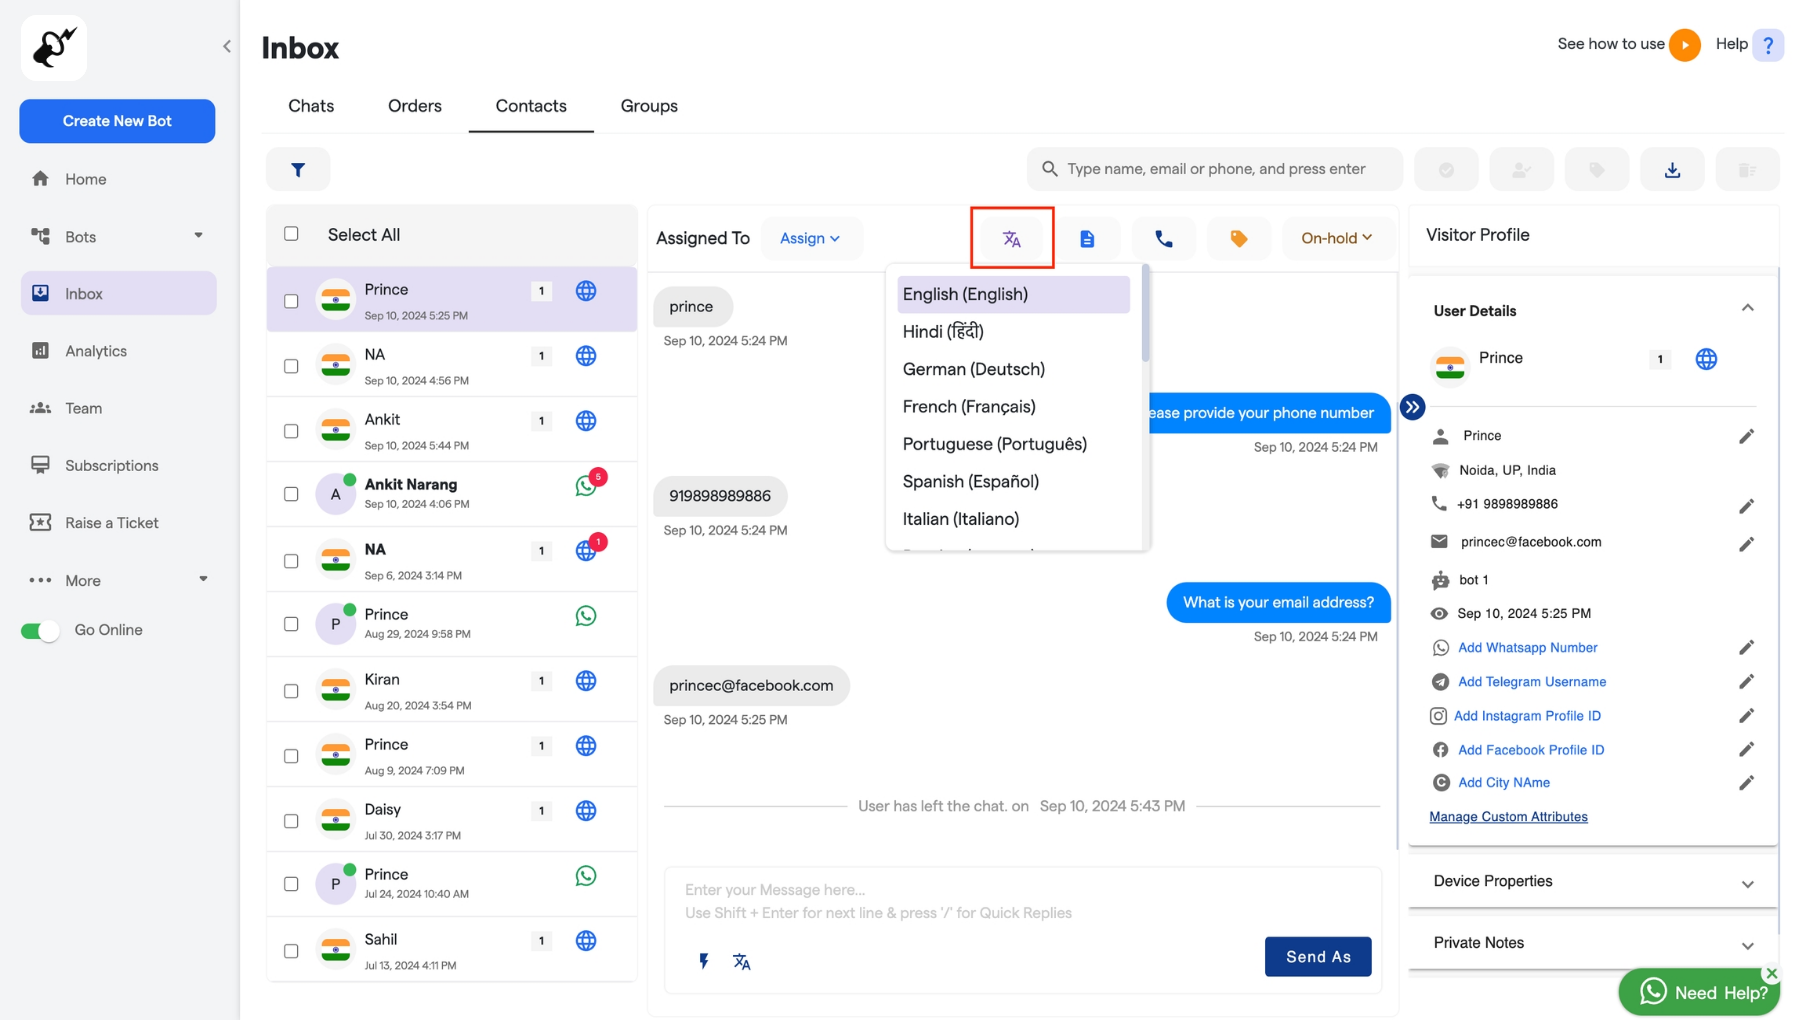 Inbox
See how to use
Help ?
Create New Bot
Chats
Orders
Contacts
Groups
Home
Bots
Inbox
Analytics
Team
Subscriptions
Raise a Ticket
More
Go Online
Type name, email or phone, and press enter
Select All
Prince
1
Sep 10, 2024 5:25 PM
NA
1
Sep 10, 2024 4:56 PM
Ankit
1
Sep 10, 2024 5:44 PM
A
Ankit Narang
5
Sep 10, 2024 4:06 PM
NA
1
1
Sep 6, 2024 3:14 PM
P
Prince
Aug 29, 2024 9:58 PM
Kiran
1
Aug 20, 2024 3:54 PM
Prince
1
Aug 9, 2024 7:09 PM
Daisy
1
Jul 30, 2024 3:17 PM
P
Prince
Jul 24, 2024 10:40 AM
Sahil
1
Jul 13, 2024 4:11 PM
Assigned To
Assign
On-hold
prince
Sep 10, 2024 5:24 PM
English (English)
Hindi (हिंदी)
German (Deutsch)
French (Français)
Portuguese (Português)
Spanish (Español)
Italian (Italiano)
ease provide your phone number
Sep 10, 2024 5:24 PM
919898989886
Sep 10, 2024 5:24 PM
What is your email address?
Sep 10, 2024 5:24 PM
princec@facebook.com
Sep 10, 2024 5:25 PM
User has left the chat. on Sep 10, 2024 5:43 PM
Enter your Message here...
Use Shift + Enter for next line & press '/' for Quick Replies
Send As
Visitor Profile
User Details
Prince
1
Prince
Noida, UP, India
+91 9898989886
princec@facebook.com
bot 1
Sep 10, 2024 5:25 PM
Add Whatsapp Number
Add Telegram Username
Add Instagram Profile ID
Add Facebook Profile ID
Add City NAme
Manage Custom Attributes
Device Properties
Private Notes
Need Help?